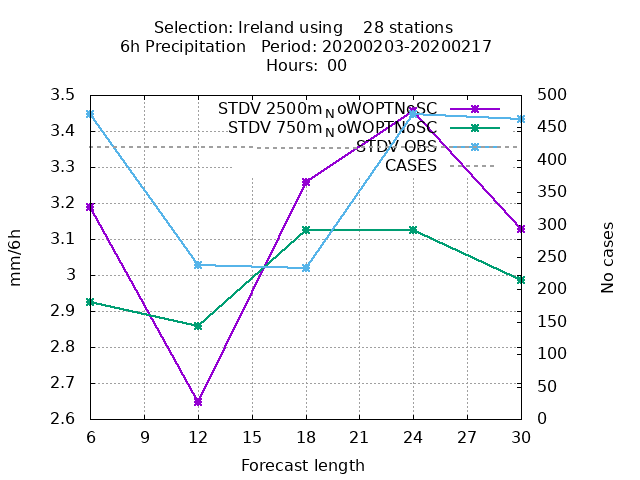 Selection: Ireland using 28 stations
6h Precipitation Period: 20200203-20200217
Hours: 00
3.5
3.4
3.3
3.2
3.1
3
2.9
2.8
2.7
2.6
mm/6h
STDV 2500m_NoWOPTNoSC
STDV 750m_NoWOPTNoSC
STDV OBS
CASES
500
450
400
350
300
250
200
150
100
50
0
No cases
6 9 12 15 18 21 24 27 30
Forecast length